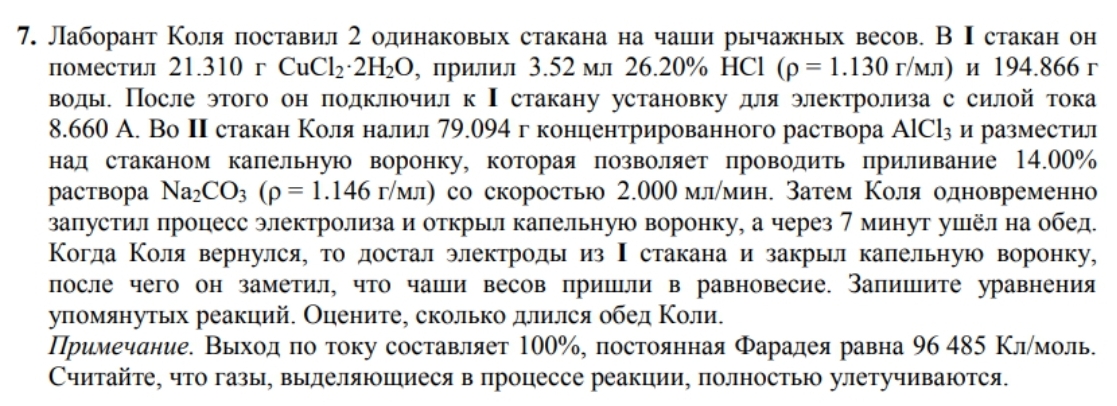 7. Лаборант Коля поставил 2 одинаковых стакана на чаши рычажных весов. В I стакан он
поместил 21.310 г CuCl₂·2H₂O, прилил 3.52 мл 26.20% HCl (ρ = 1.130 г/мл) и 194.866 г
воды. После этого он подключил к I стакану установку для электролиза с силой тока
8.660 А. Во II стакан Коля налил 79.094 г концентрированного раствора AlCl₃ и разместил
над стаканом капельную воронку, которая позволяет проводить приливание 14.00%
раствора Na₂CO₃ (ρ = 1.146 г/мл) со скоростью 2.000 мл/мин. Затем Коля одновременно
запустил процесс электролиза и открыл капельную воронку, а через 7 минут ушёл на обед.
Когда Коля вернулся, то достал электроды из I стакана и закрыл капельную воронку,
после чего он заметил, что чаши весов пришли в равновесие. Запишите уравнения
упомянутых реакций. Оцените, сколько длился обед Коли.
Примечание. Выход по току составляет 100%, постоянная Фарадея равна 96 485 Кл/моль.
Считайте, что газы, выделяющиеся в процессе реакции, полностью улетучиваются.